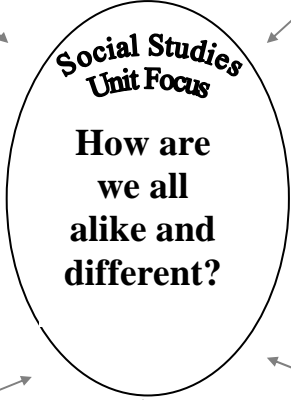 Social Studies
Unit Focus
How are
we all
alike and
different?